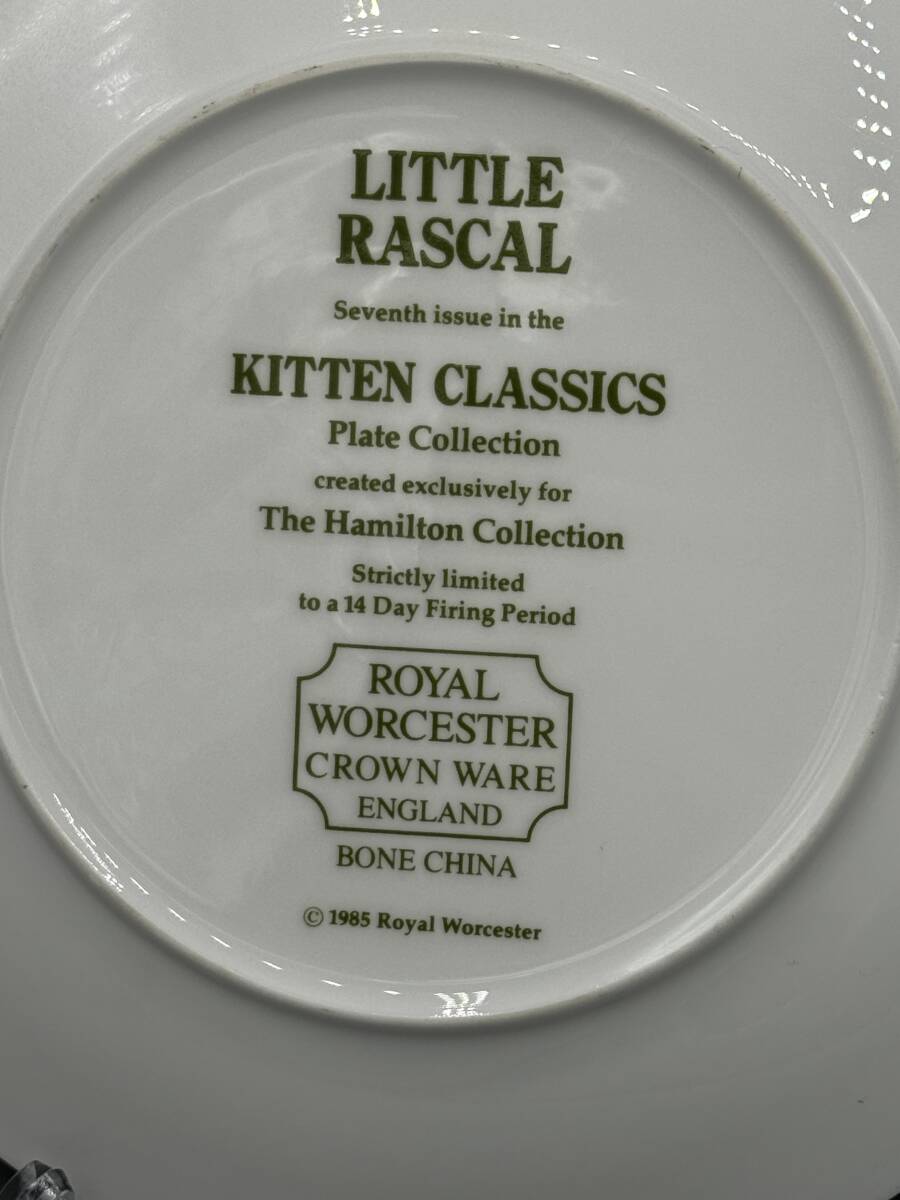 LITTLE
RASCAL
Seventh issue in the
KITTEN CLASSICS
Plate Collection
created exclusively for
The Hamilton Collection
Strictly limited
to a 14 Day Firing Period
ROYAL
WORCESTER
CROWN WARE
ENGLAND
BONE CHINA
© 1985 Royal Worcester